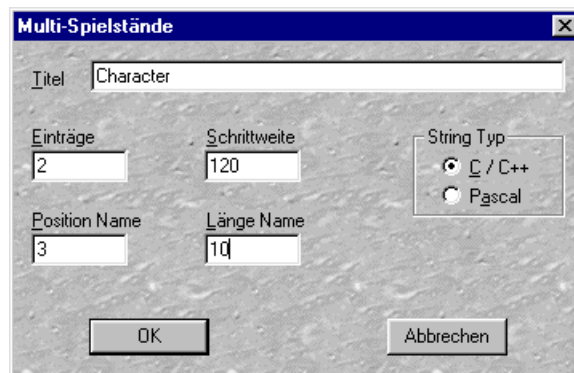 Multi-Spielstände
Titel Character
Einträge Schrittweite String Typ
2 120 C / C++
Pascal
Position Name Länge Name
3 10
OK Abbrechen